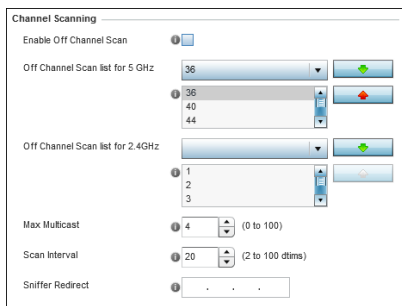 Channel Scanning
Enable Off Channel Scan
Off Channel Scan list for 5 GHz
36
36
40
44
Off Channel Scan list for 2.4GHz
1
2
3
Max Multicast
4 (0 to 100)
Scan Interval
20 (2 to 100 dtims)
Sniffer Redirect
. . .